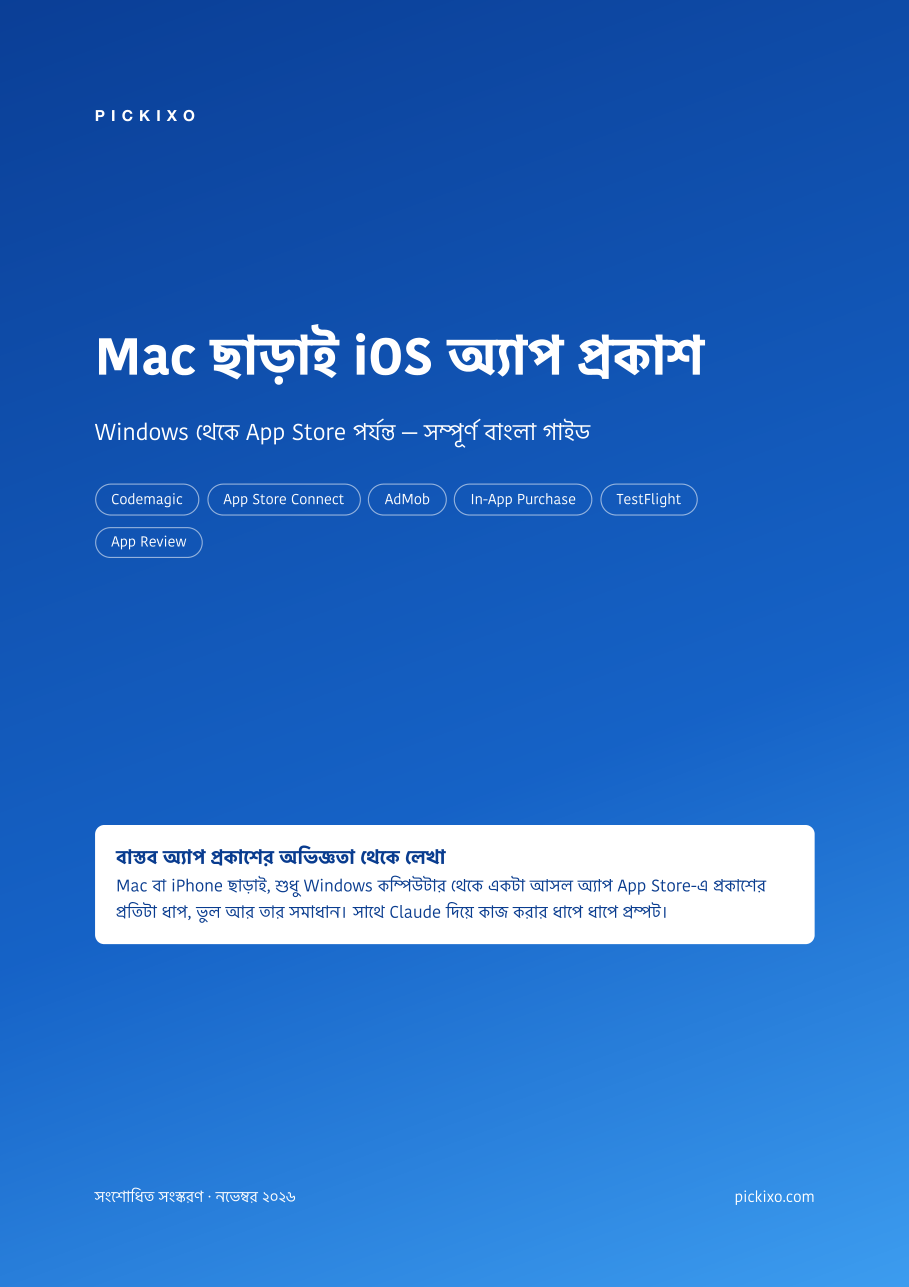 PICKIXO
Mac ছাড়াই iOS অ্যাপ প্রকাশ
Windows থেকে App Store পর্যন্ত — সম্পূর্ণ বাংলা গাইড
Codemagic
App Store Connect
AdMob
In-App Purchase
TestFlight
App Review
বাস্তব অ্যাপ প্রকাশের অভিজ্ঞতা থেকে লেখা
Mac বা iPhone ছাড়াই, শুধু Windows কম্পিউটার থেকে একটা আসল অ্যাপ App Store-এ প্রকাশের
প্রতিটা ধাপ, ভুল আর তার সমাধান। সাথে Claude দিয়ে কাজ করার ধাপে ধাপে প্রম্পট।
সংশোধিত সংস্করণ · নভেম্বর ২০২৬
pickixo.com